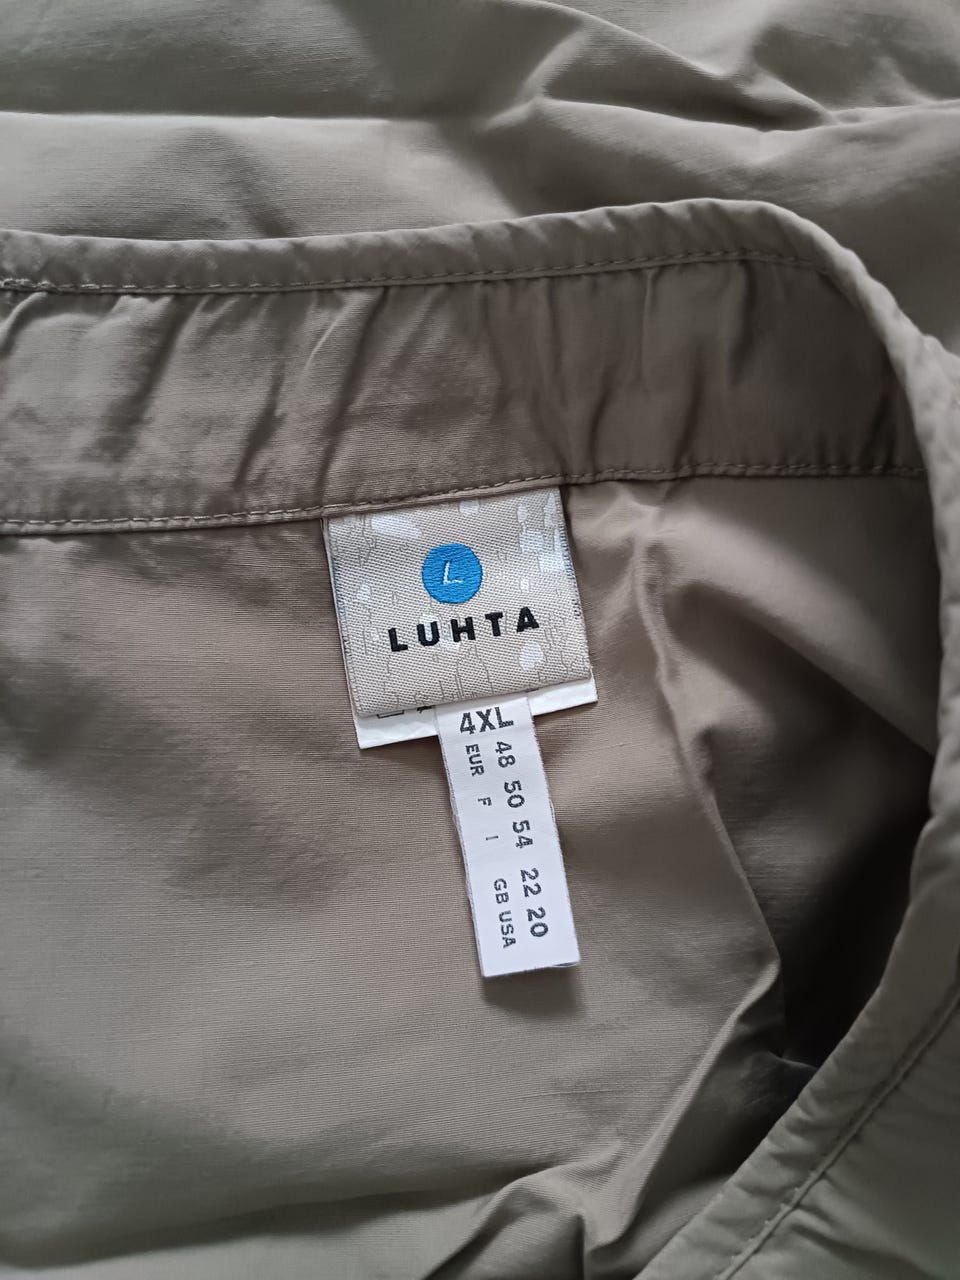 L
LUHTA
4XL
EUR F I GB USA
48 50 54 22 20